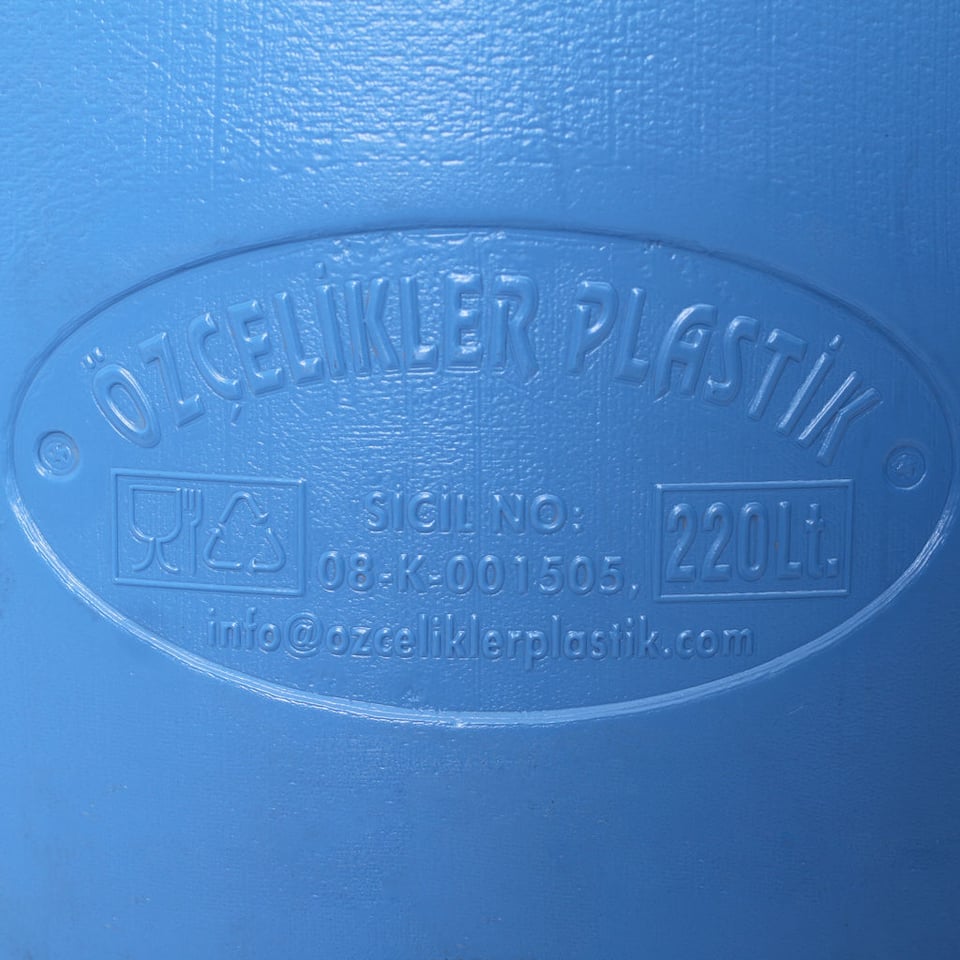 ÖZÇELİKLER PLASTİK
SICIL NO:
08-K-001505,
220Lt.
info@ozceliklerplastik.com